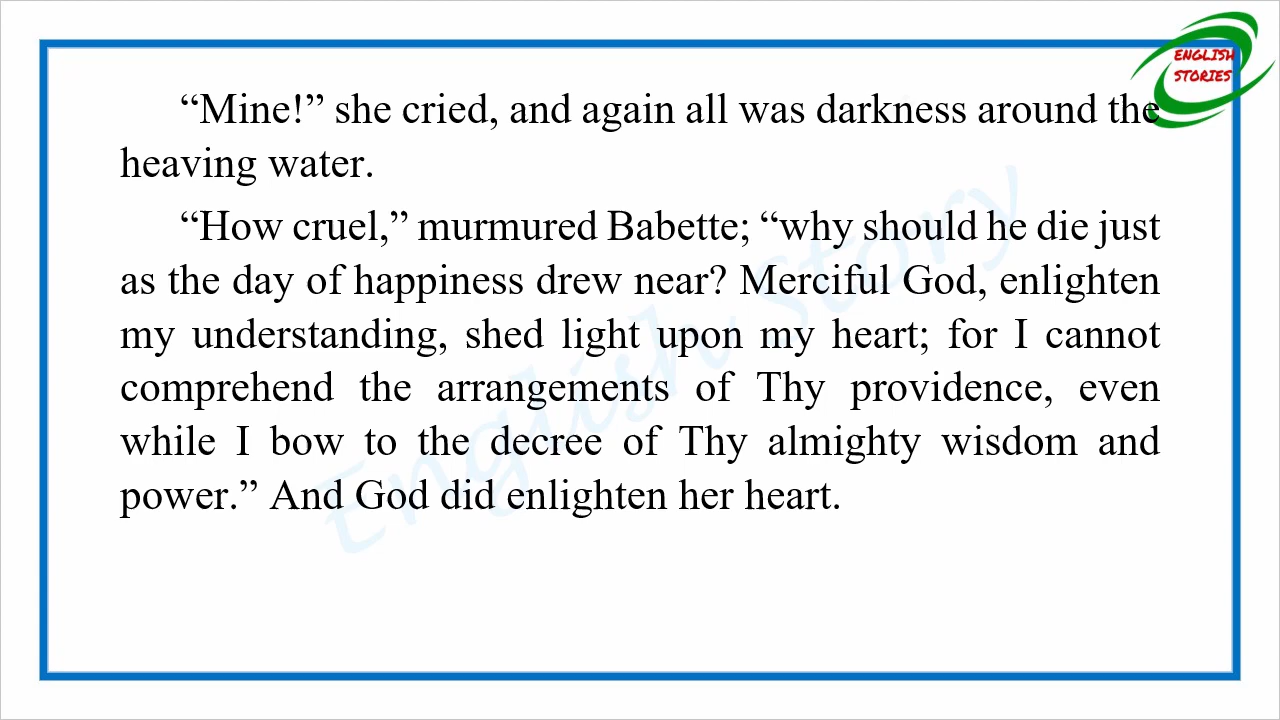 ENGLISH
STORIES
“Mine!” she cried, and again all was darkness around the
heaving water.
“How cruel,” murmured Babette; “why should he die just
as the day of happiness drew near? Merciful God, enlighten
my understanding, shed light upon my heart; for I cannot
comprehend the arrangements of Thy providence, even
while I bow to the decree of Thy almighty wisdom and
power.” And God did enlighten her heart.
English Story